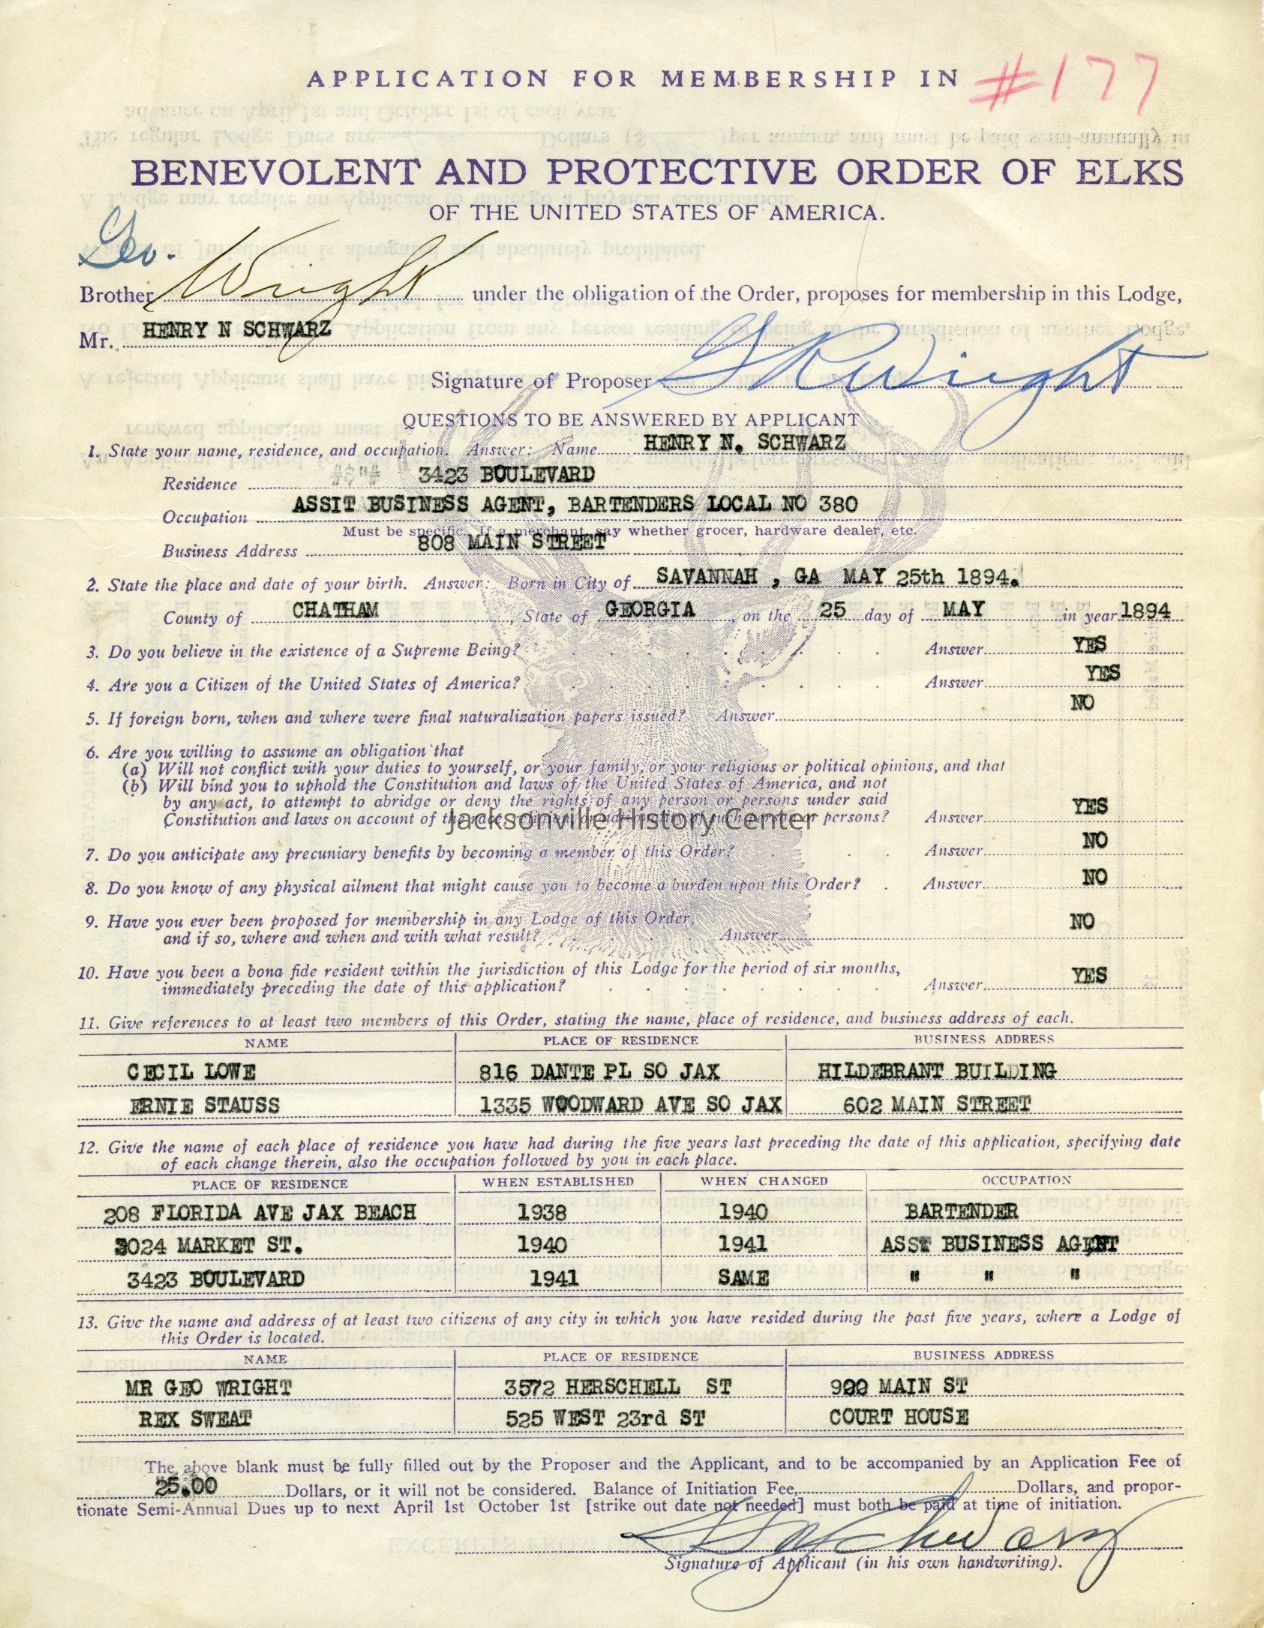 APPLICATION FOR MEMBERSHIP IN #177
BENEVOLENT AND PROTECTIVE ORDER OF ELKS
OF THE UNITED STATES OF AMERICA.
Geo.
Brother Wright under the obligation of the Order, proposes for membership in this Lodge,
Mr. HENRY N SCHWARZ
Signature of Proposer G R Wright
QUESTIONS TO BE ANSWERED BY APPLICANT
1. State your name, residence, and occupation. Answer: Name HENRY N. SCHWARZ
Residence 3423 BOULEVARD
Occupation ASSIT BUSINESS AGENT, BARTENDERS LOCAL NO 380
Must be specific. If a merchant, say whether grocer, hardware dealer, etc.
Business Address 808 MAIN STREET
2. State the place and date of your birth. Answer: Born in City of SAVANNAH , GA MAY 25th 1894.
County of CHATHAM, State of GEORGIA, on the 25 day of MAY in year 1894
3. Do you believe in the existence of a Supreme Being? Answer YES
4. Are you a Citizen of the United States of America? Answer YES
5. If foreign born, when and where were final naturalization papers issued? Answer NO
6. Are you willing to assume an obligation that
(a) Will not conflict with your duties to yourself, or your family, or your religious or political opinions, and that
(b) Will bind you to uphold the Constitution and laws of the United States of America, and not
by any act, to attempt to abridge or deny the rights of any person or persons under said
Constitution and laws on account of the persons? Answer YES
Jacksonville History Center
7. Do you anticipate any precuniary benefits by becoming a member of this Order? Answer NO
8. Do you know of any physical ailment that might cause you to become a burden upon this Order? Answer NO
9. Have you ever been proposed for membership in any Lodge of this Order,
and if so, where and when and with what result? Answer NO
10. Have you been a bona fide resident within the jurisdiction of this Lodge for the period of six months,
immediately preceding the date of this application? Answer YES
11. Give references to at least two members of this Order, stating the name, place of residence, and business address of each.
NAME PLACE OF RESIDENCE BUSINESS ADDRESS
CECIL LOWE 816 DANTE PL SO JAX HILDEBRANT BUILDING
ERNIE STAUSS 1335 WOODWARD AVE SO JAX 602 MAIN STREET
12. Give the name of each place of residence you have had during the five years last preceding the date of this application, specifying date
of each change therein, also the occupation followed by you in each place.
PLACE OF RESIDENCE WHEN ESTABLISHED WHEN CHANGED OCCUPATION
208 FLORIDA AVE JAX BEACH 1938 1940 BARTENDER
3024 MARKET ST. 1940 1941 ASST BUSINESS AGENT
3423 BOULEVARD 1941 SAME " " "
13. Give the name and address of at least two citizens of any city in which you have resided during the past five years, where a Lodge of
this Order is located.
NAME PLACE OF RESIDENCE BUSINESS ADDRESS
MR GEO WRIGHT 3572 HERSCHELL ST 900 MAIN ST
REX SWEAT 525 WEST 23rd ST COURT HOUSE
The above blank must be fully filled out by the Proposer and the Applicant, and to be accompanied by an Application Fee of
25.00 Dollars, or it will not be considered. Balance of Initiation Fee, Dollars, and propor-
tionate Semi-Annual Dues up to next April 1st October 1st [strike out date not needed] must both be paid at time of initiation.
Schwarz
Signature of Applicant (in his own handwriting).